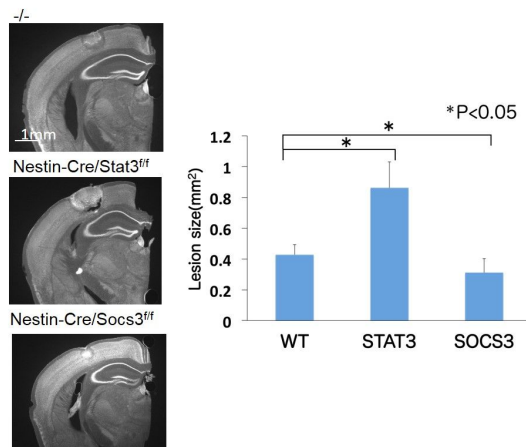 -/-
1mm
Nestin-Cre/Stat3f/f
Nestin-Cre/Socs3f/f
*P<0.05
Lesion size(mm²)
1.2
1
0.8
0.6
0.4
0.2
0
*
*
WT STAT3 SOCS3